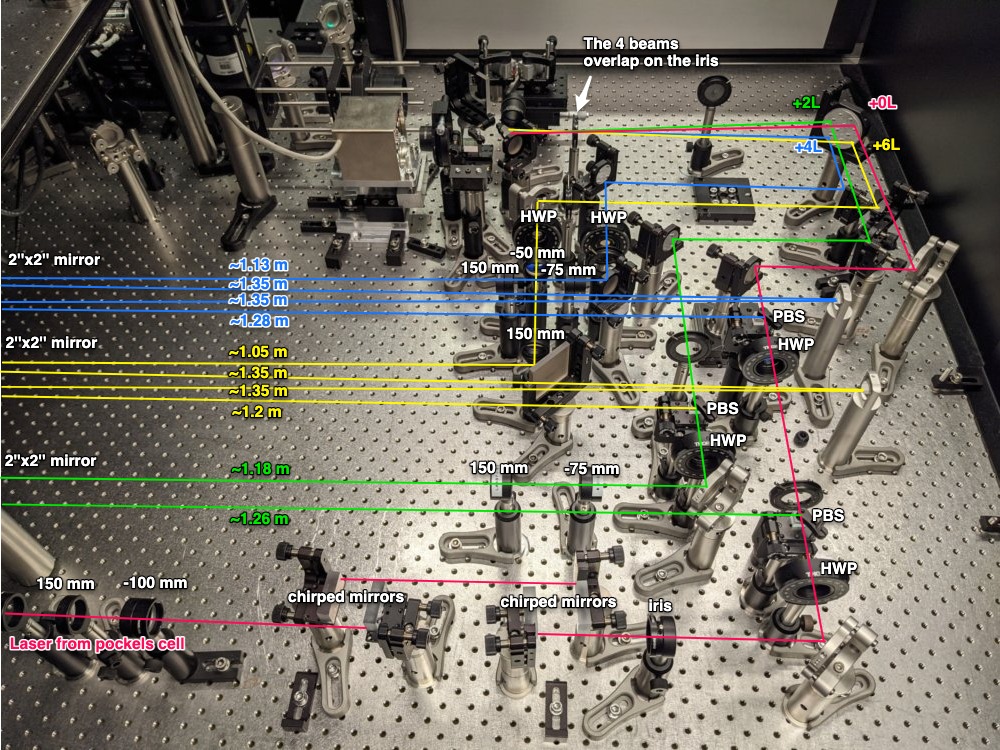 The 4 beams
overlap on the iris
+2L
+0L
+4L
+6L
HWP
HWP
-50 mm
150 mm
-75 mm
2"x2" mirror
~1.13 m
~1.35 m
~1.35 m
~1.28 m
PBS
150 mm
HWP
2"x2" mirror
~1.05 m
~1.35 m
~1.35 m
~1.2 m
PBS
HWP
2"x2" mirror
~1.18 m
150 mm
-75 mm
~1.26 m
PBS
HWP
150 mm
-100 mm
chirped mirrors
chirped mirrors
iris
Laser from pockels cell